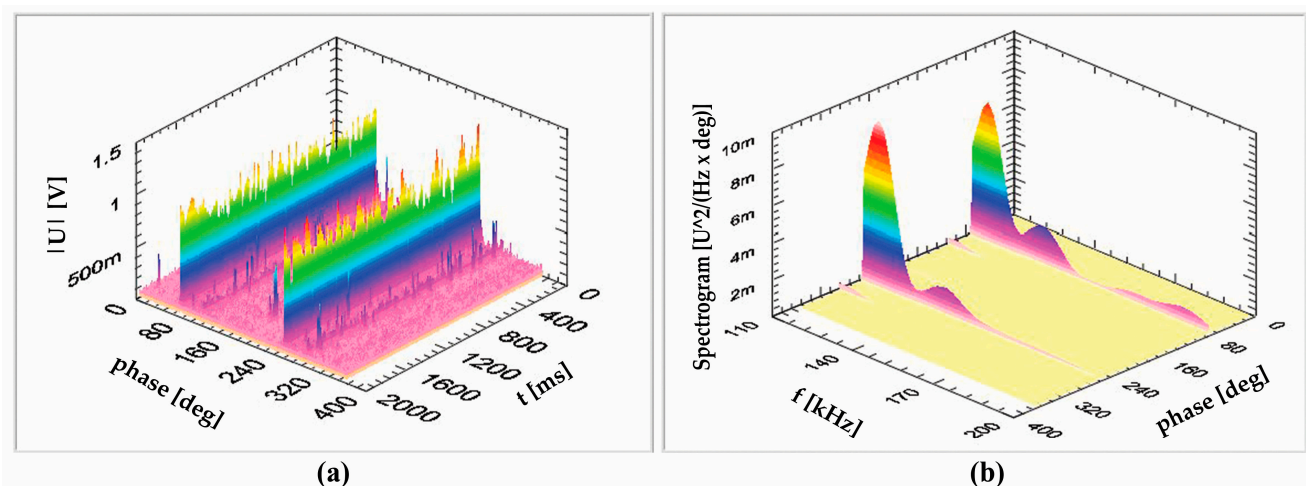 1.5
1
500m
|U| [V]
0
80
160
240
320
400
phase [deg]
0
400
800
1200
1600
2000
t [ms]
(a)
10m
8m
6m
4m
2m
Spectrogram [U^2/(Hz x deg)]
110
140
170
200
f [kHz]
0
80
160
240
320
400
phase [deg]
(b)